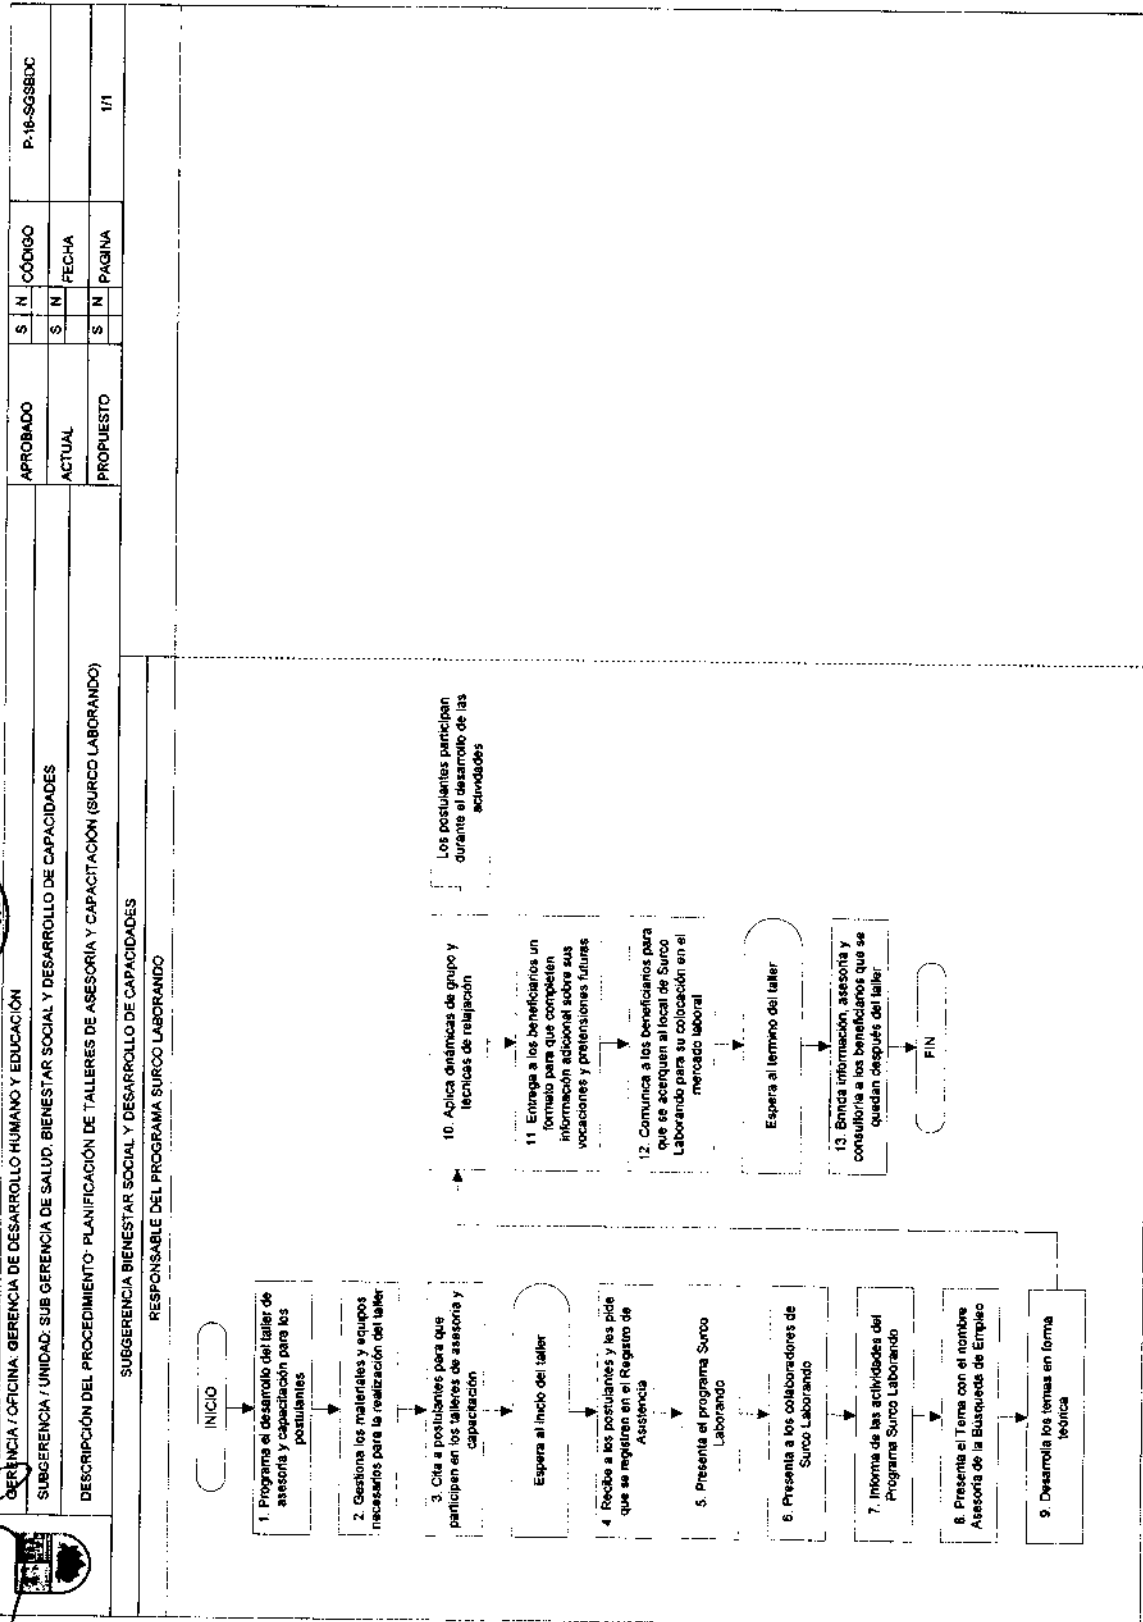 GERENCIA / OFICINA: GERENCIA DE DESARROLLO HUMANO Y EDUCACIÓN
APROBADO
S N
CÓDIGO
P-16-SGSBDC
SUBGERENCIA / UNIDAD: SUB GERENCIA DE SALUD, BIENESTAR SOCIAL Y DESARROLLO DE CAPACIDADES
ACTUAL
S N
FECHA
DESCRIPCIÓN DEL PROCEDIMIENTO: PLANIFICACIÓN DE TALLERES DE ASESORÍA Y CAPACITACIÓN (SURCO LABORANDO)
PROPUESTO
S N
PAGINA
1/1
SUBGERENCIA BIENESTAR SOCIAL Y DESARROLLO DE CAPACIDADES
RESPONSABLE DEL PROGRAMA SURCO LABORANDO
INICIO
1. Programa el desarrollo del taller de
asesoría y capacitación para los
postulantes
2. Gestiona los materiales y equipos
necesarios para la realización del taller
3. Cita a postulantes para que
participen en los talleres de asesoría y
capacitación
Espera al inicio del taller
4 Recibe a los postulantes y les pide
que se registren en el Registro de
Asistencia
5. Presenta el programa Surco
Laborando
6. Presenta a los colaboradores de
Surco Laborando
7. Informa de las actividades del
Programa Surco Laborando
8. Presenta el Tema con el nombre
Asesoría de la Búsqueda de Empleo
9. Desarrolla los temas en forma
teórica
10. Aplica dinámicas de grupo y
técnicas de relajación
Los postulantes participan
durante el desarrollo de las
actividades
11 Entrega a los beneficiarios un
formato para que completen
información adicional sobre sus
vocaciones y pretensiones futuras
12. Comunica a los beneficiarios para
que se acerquen al local de Surco
Laborando para su colocación en el
mercado laboral
Espera al termino del taller
13. Brinda información, asesoría y
consultoría a los beneficiarios que se
quedan después del taller
FIN